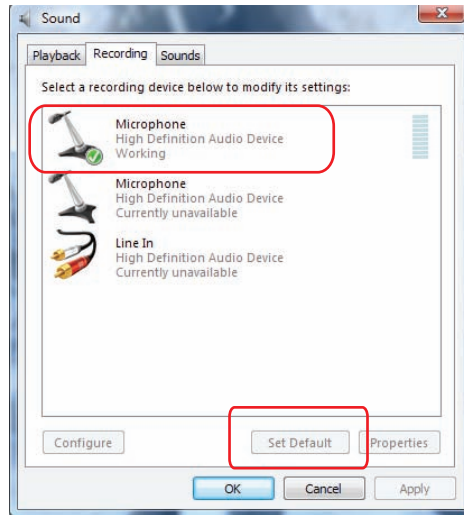 Sound
Playback Recording Sounds
Select a recording device below to modify its settings:
Microphone
High Definition Audio Device
Working
Microphone
High Definition Audio Device
Currently unavailable
Line In
High Definition Audio Device
Currently unavailable
Configure Set Default Properties
OK Cancel Apply